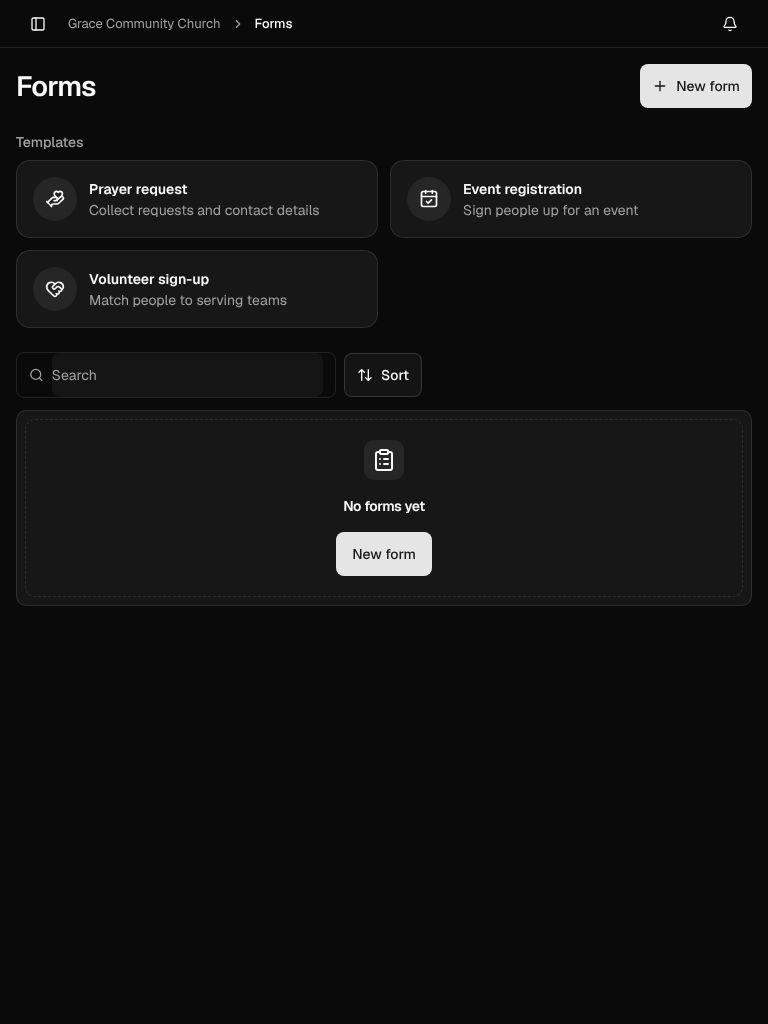 Grace Community Church > Forms
Forms
New form
Templates
Prayer request
Collect requests and contact details
Event registration
Sign people up for an event
Volunteer sign-up
Match people to serving teams
Search
Sort
No forms yet
New form